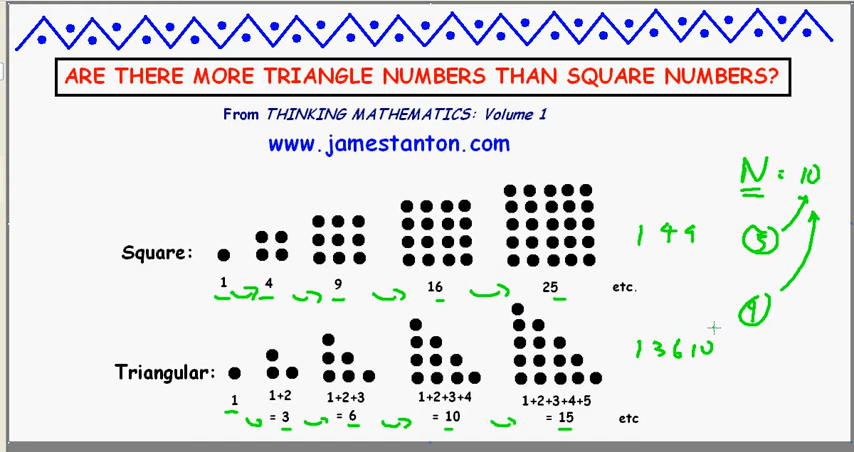 ARE THERE MORE TRIANGLE NUMBERS THAN SQUARE NUMBERS?
From THINKING MATHEMATICS: Volume 1
www.jamestanton.com
N = 10
Square:
1 4 9
3
1 4 9 16 25 etc.
4
1 3 6 10
Triangular:
1 1+2 1+2+3 1+2+3+4 1+2+3+4+5
= 3 = 6 = 10 = 15 etc